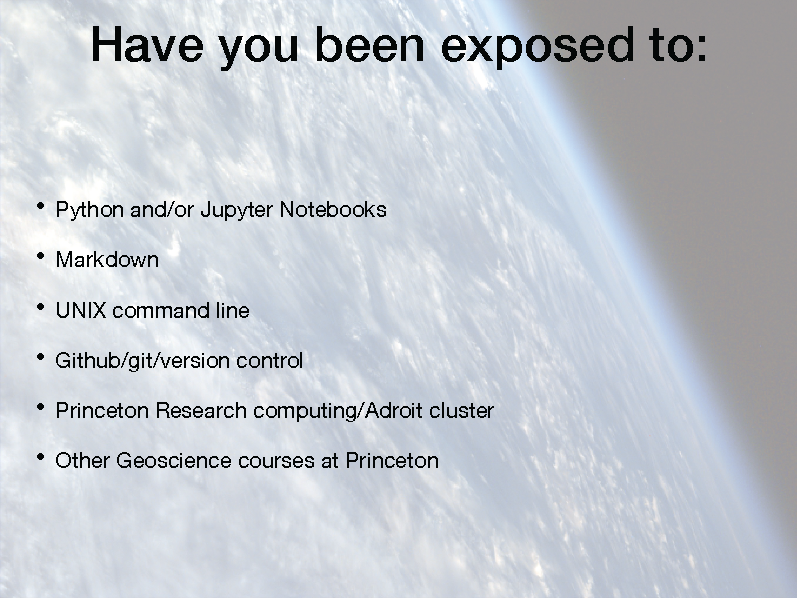 Have you been exposed to:
• Python and/or Jupyter Notebooks
• Markdown
• UNIX command line
• Github/git/version control
• Princeton Research computing/Adroit cluster
• Other Geoscience courses at Princeton